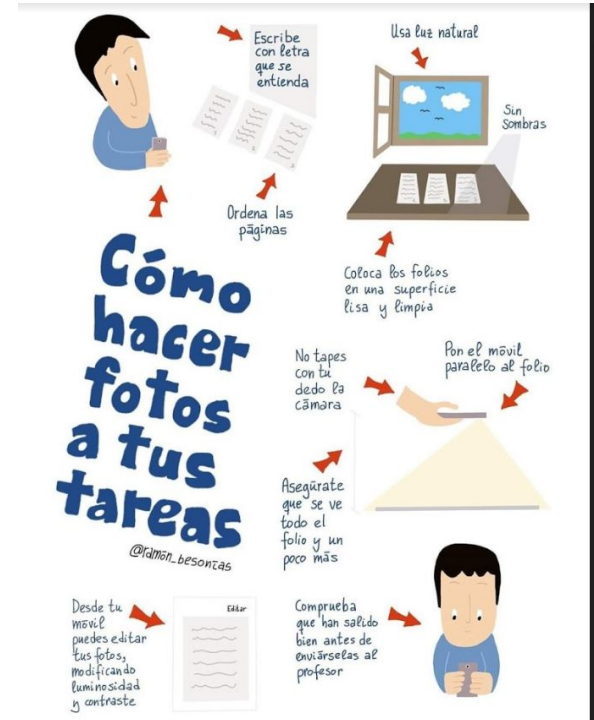 Escribe
con letra
que se
entienda
Usa luz natural
Sin
sombras
Ordena las
páginas
Coloca los folios
en una superficie
lisa y limpia
Cómo
hacer
fotos
a tus
tareas
@ramón_besonías
No tapes
con tu
dedo la
cámara
Pon el móvil
paralelo al folio
Asegúrate
que se ve
todo el
folio y un
poco más
Desde tu
móvil
puedes editar
tus fotos,
modificando
luminosidad
y contraste
Editar
Comprueba
que han salido
bien antes de
enviárselas al
profesor